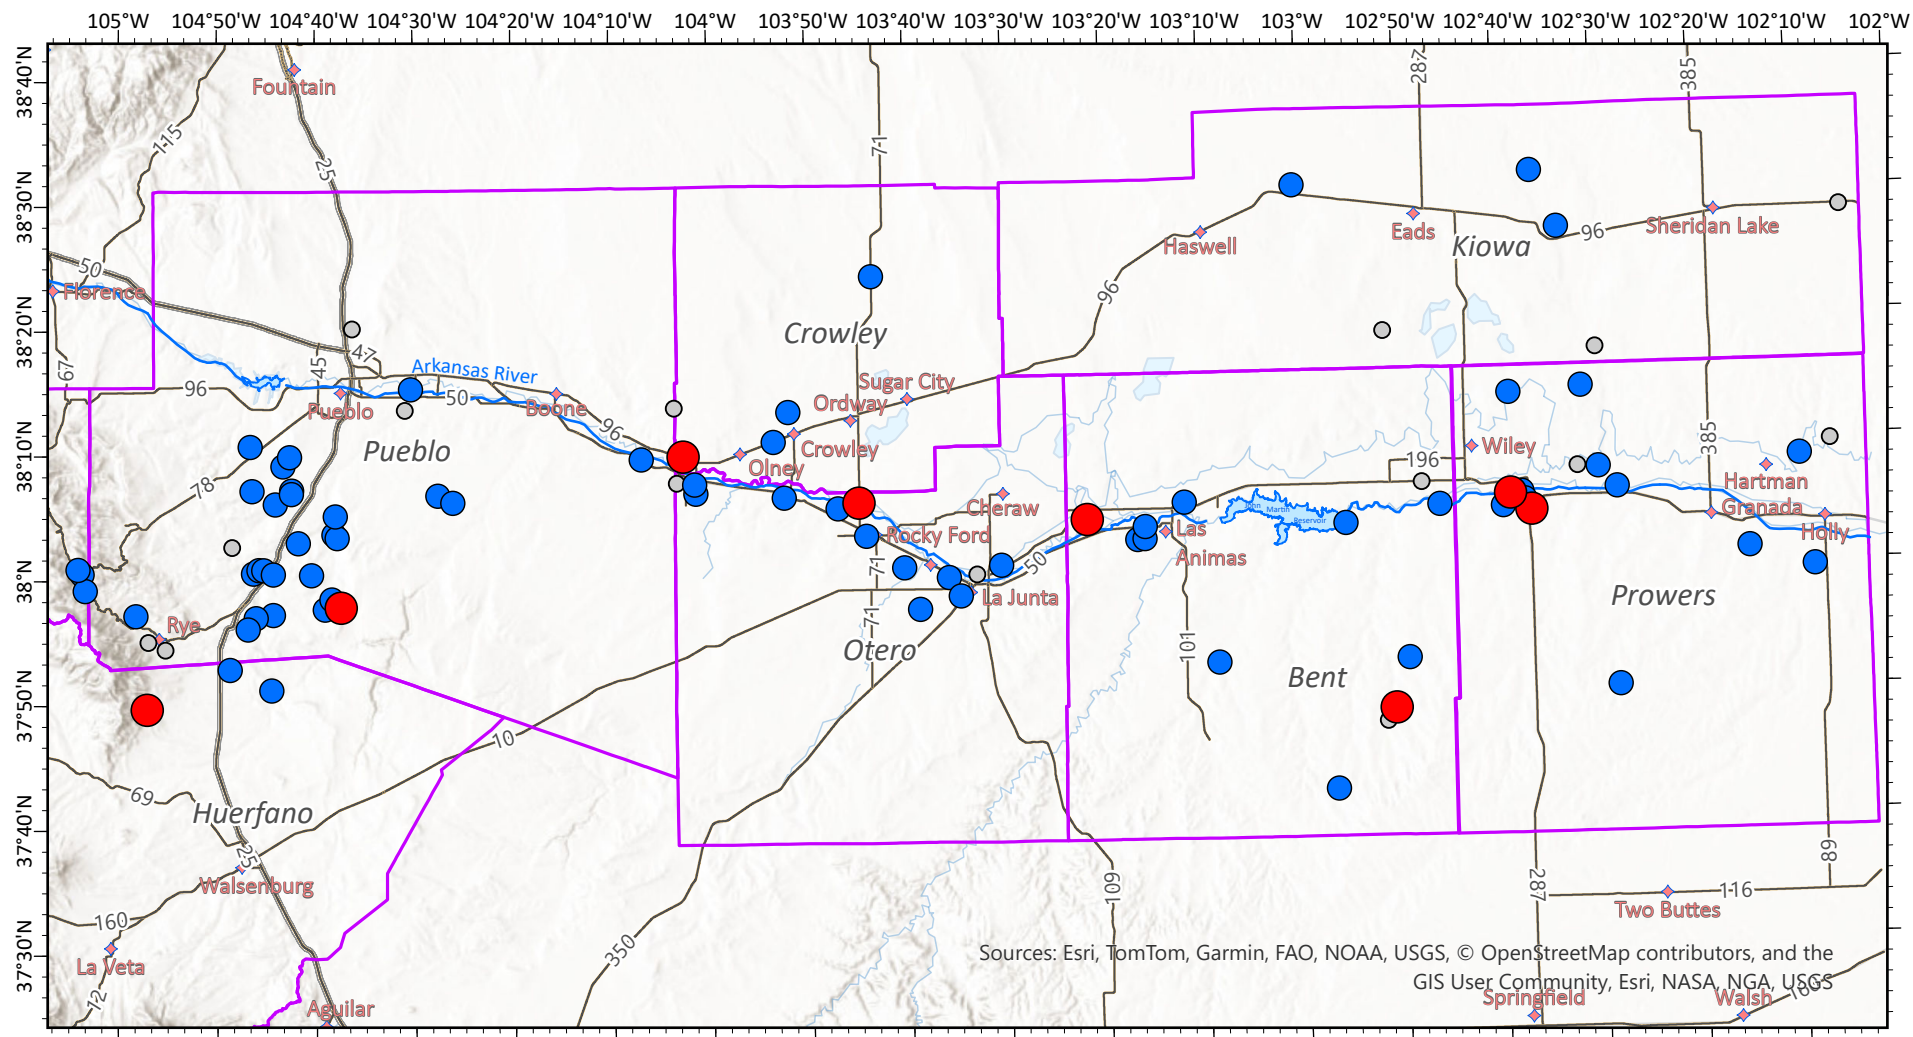 105°W 104°50'W 104°40'W 104°30'W 104°20'W 104°10'W 104°W 103°50'W 103°40'W 103°30'W 103°20'W 103°10'W 103°W 102°50'W 102°40'W 102°30'W 102°20'W 102°10'W 102°W
38°40'N
38°30'N
38°20'N
38°10'N
38°N
37°50'N
37°40'N
37°30'N
Fountain
115
25
71
287
385
Haswell
Eads
Kiowa
96
Sheridan Lake
50
Florence
96
Crowley
47
45
67
96
Arkansas River
50
Pueblo
Boone
96
Sugar City
Ordway
Crowley
Olney
Pueblo
78
Wiley
196
385
Hartman
Granada
Holly
Cheraw
Rocky Ford
John Martin
Reservoir
Las
Animas
50
71
La Junta
71
Otero
101
Bent
Prowers
Rye
10
69
Huerfano
25
Walsenburg
160
La Veta
12
Aguilar
350
109
287
89
116
Two Buttes
Sources: Esri, TomTom, Garmin, FAO, NOAA, USGS, © OpenStreetMap contributors, and the
GIS User Community, Esri, NASA, NGA, USGS
Springfield
Walsh
160